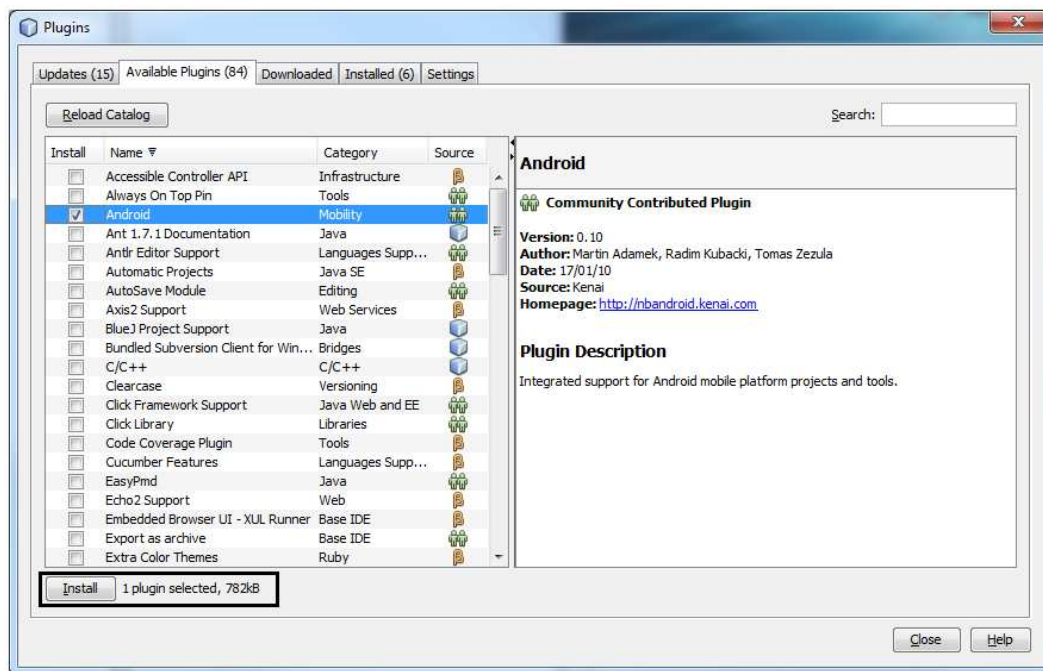 Plugins
Updates (15) Available Plugins (84) Downloaded Installed (6) Settings
Reload Catalog Search:
Install Name Category Source
Accessible Controller API Infrastructure
Always On Top Pin Tools
Android Mobility
Ant 1.7.1 Documentation Java
Antlr Editor Support Languages Supp...
Automatic Projects Java SE
AutoSave Module Editing
Axis2 Support Web Services
BlueJ Project Support Java
Bundled Subversion Client for Win... Bridges
C/C++ C/C++
Clearcase Versioning
Click Framework Support Java Web and EE
Click Library Libraries
Code Coverage Plugin Tools
Cucumber Features Languages Supp...
EasyPmd Java
Echo2 Support Web
Embedded Browser UI - XUL Runner Base IDE
Export as archive Base IDE
Extra Color Themes Ruby
Android
Community Contributed Plugin
Version: 0.10
Author: Martin Adamek, Radim Kubacki, Tomas Zezula
Date: 17/01/10
Source: Kenai
Homepage: http://nbandroid.kenai.com
Plugin Description
Integrated support for Android mobile platform projects and tools.
Install 1 plugin selected, 782kB
Close Help